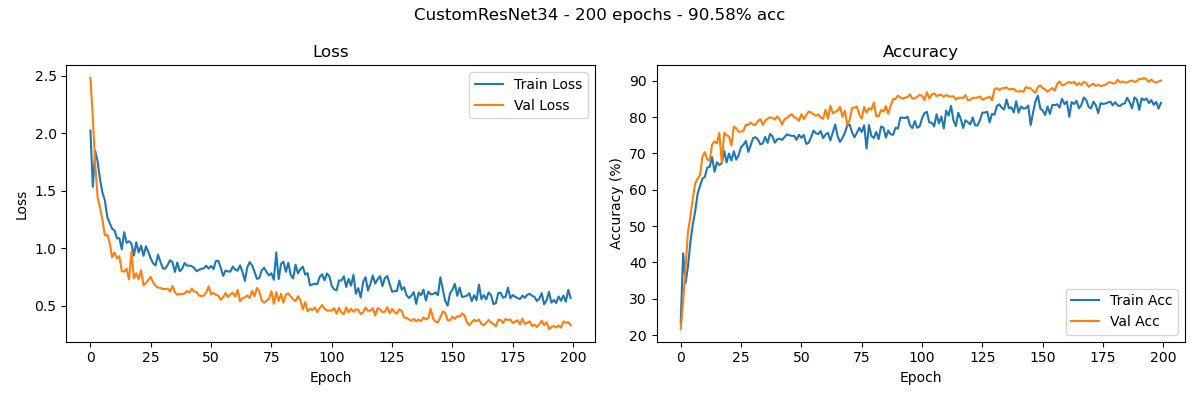 CustomResNet34 - 200 epochs - 90.58% acc
Loss
2.5
2.0
1.5
1.0
0.5
Loss
Train Loss
Val Loss
0 25 50 75 100 125 150 175 200
Epoch
Accuracy
90
80
70
60
50
40
30
20
Accuracy (%)
Train Acc
Val Acc
0 25 50 75 100 125 150 175 200
Epoch